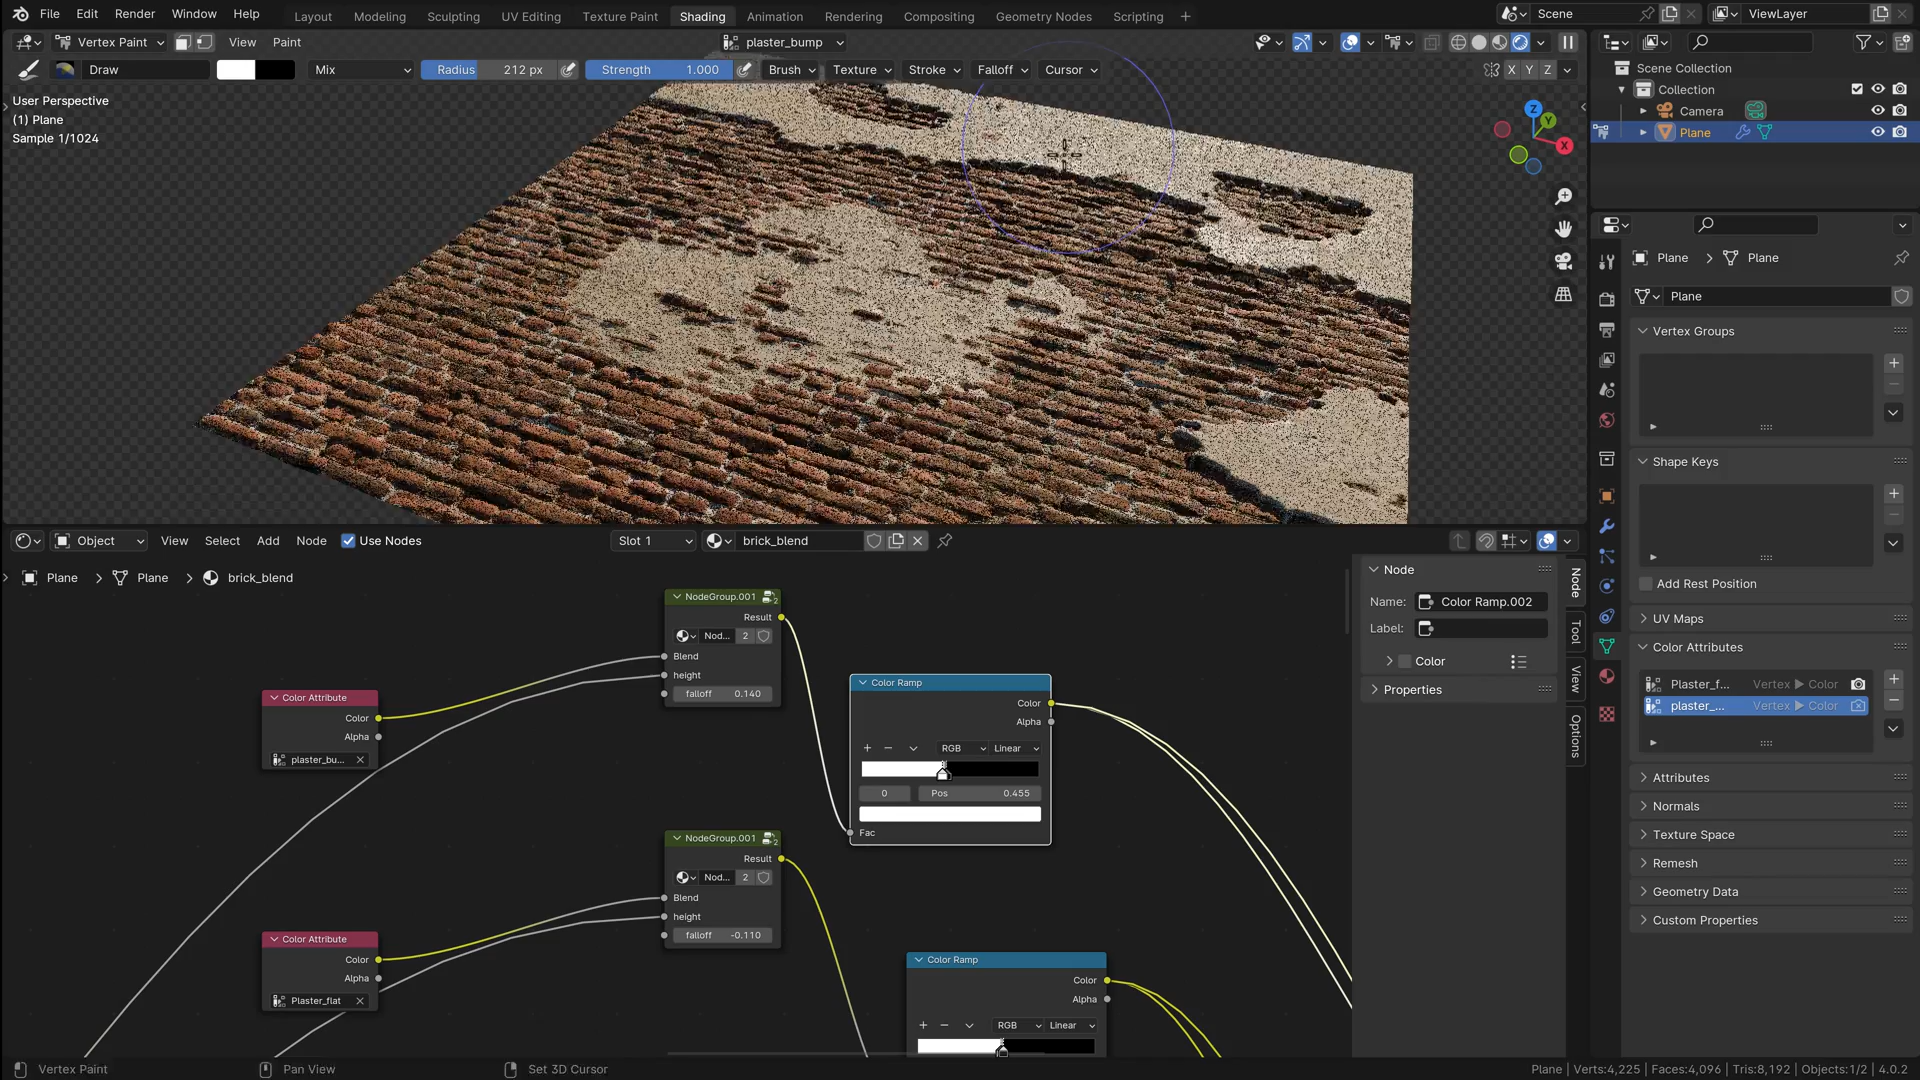 File Edit Render Window Help Layout Modeling Sculpting UV Editing Texture Paint Shading Animation Rendering Compositing Geometry Nodes Scripting + Scene ViewLayer
Vertex Paint View Paint plaster_bump
Draw Mix Radius 212 px Strength 1.000 Brush Texture Stroke Falloff Cursor X Y Z
User Perspective
(1) Plane
Sample 1/1024
Z
Y
X
Scene Collection
Collection
Camera
Plane
Plane > Plane
Plane
Vertex Groups
Shape Keys
Add Rest Position
UV Maps
Color Attributes
Plaster_f... Vertex ▶ Color
plaster_... Vertex ▶ Color
Attributes
Normals
Texture Space
Remesh
Geometry Data
Custom Properties
Object View Select Add Node Use Nodes Slot 1 brick_blend
Plane > Plane > brick_blend
NodeGroup.001 2
Result
Nod... 2
Blend
height
falloff 0.140
Color Attribute
Color
Alpha
plaster_bu...
Color Ramp
Color
Alpha
+ − RGB Linear
0 Pos 0.455
Fac
NodeGroup.001 2
Result
Nod... 2
Blend
height
falloff -0.110
Color Attribute
Color
Alpha
Plaster_flat
Color Ramp
Color
Alpha
+ − RGB Linear
Node
Name: Color Ramp.002
Label:
Color
Properties
Node
Tool
View
Options
Vertex Paint Pan View Set 3D Cursor Plane | Verts:4,225 | Faces:4,096 | Tris:8,192 | Objects:1/2 | 4.0.2